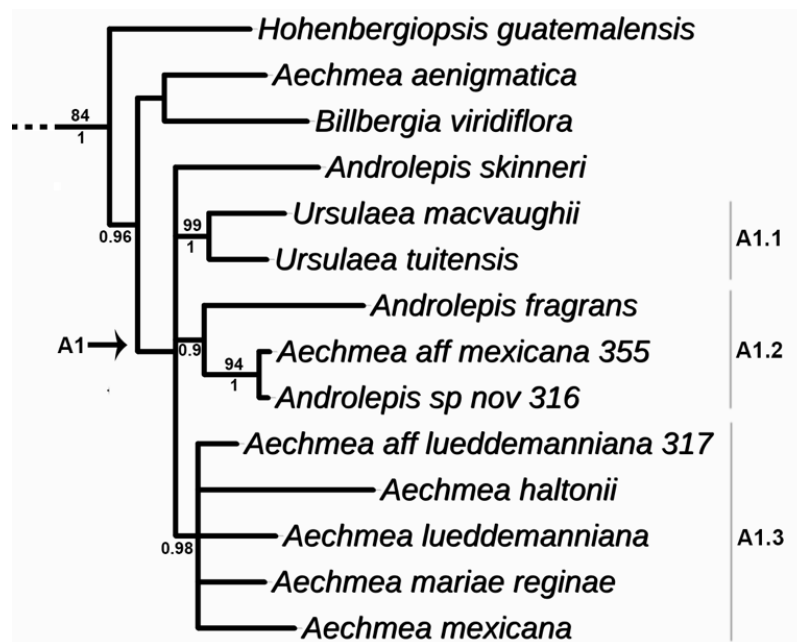 Hohenbergiopsis guatemalensis
Aechmea aenigmatica
84
Billbergia viridiflora
1
Androlepis skinneri
Ursulaea macvaughii
99
A1.1
0.96
1
Ursulaea tuitensis
Androlepis fragrans
A1
0.9
Aechmea aff mexicana 355
A1.2
94
1
Androlepis sp nov 316
Aechmea aff lueddemanniana 317
Aechmea haltonii
Aechmea lueddemanniana
A1.3
0.98
Aechmea mariae reginae
Aechmea mexicana